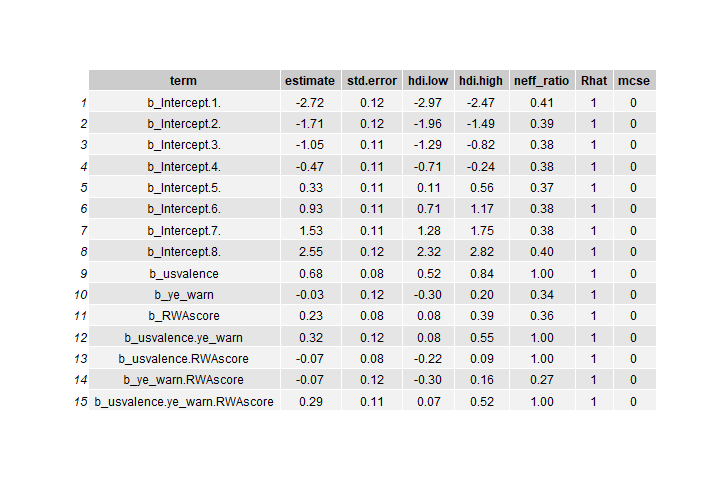 term estimate std.error hdi.low hdi.high neff_ratio Rhat mcse
1 b_Intercept.1. -2.72 0.12 -2.97 -2.47 0.41 1 0
2 b_Intercept.2. -1.71 0.12 -1.96 -1.49 0.39 1 0
3 b_Intercept.3. -1.05 0.11 -1.29 -0.82 0.38 1 0
4 b_Intercept.4. -0.47 0.11 -0.71 -0.24 0.38 1 0
5 b_Intercept.5. 0.33 0.11 0.11 0.56 0.37 1 0
6 b_Intercept.6. 0.93 0.11 0.71 1.17 0.38 1 0
7 b_Intercept.7. 1.53 0.11 1.28 1.75 0.38 1 0
8 b_Intercept.8. 2.55 0.12 2.32 2.82 0.40 1 0
9 b_usvalence 0.68 0.08 0.52 0.84 1.00 1 0
10 b_ye_warn -0.03 0.12 -0.30 0.20 0.34 1 0
11 b_RWAscore 0.23 0.08 0.08 0.39 0.36 1 0
12 b_usvalence.ye_warn 0.32 0.12 0.08 0.55 1.00 1 0
13 b_usvalence.RWAscore -0.07 0.08 -0.22 0.09 1.00 1 0
14 b_ye_warn.RWAscore -0.07 0.12 -0.30 0.16 0.27 1 0
15 b_usvalence.ye_warn.RWAscore 0.29 0.11 0.07 0.52 1.00 1 0